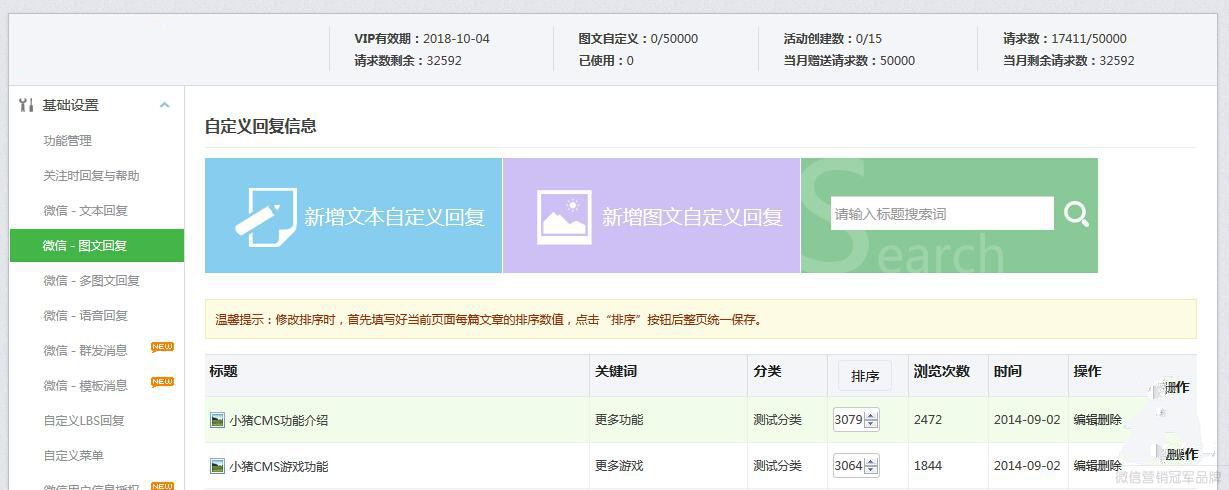 VIP有效期：2018-10-04
图文自定义：0/50000
活动创建数：0/15
请求数：17411/50000
请求数剩余：32592
已使用：0
当月赠送请求数：50000
当月剩余请求数：32592
基础设置
功能管理
关注时回复与帮助
微信 - 文本回复
微信 - 图文回复
微信 - 多图文回复
微信 - 语音回复
微信 - 群发消息 NEW
微信 - 模板消息 NEW
自定义LBS回复
自定义菜单
微信用户信息授权 NEW
自定义回复信息
新增文本自定义回复
新增图文自定义回复
请输入标题搜索词
Search
温馨提示：修改排序时，首先填写好当前页面每篇文章的排序数值，点击“排序”按钮后整页统一保存。
标题 关键词 分类 排序 浏览次数 时间 操作
小猪CMS功能介绍 更多功能 测试分类 3079 2472 2014-09-02 编辑删除
小猪CMS游戏功能 更多游戏 测试分类 3064 1844 2014-09-02 编辑删除
微信营销冠军品牌